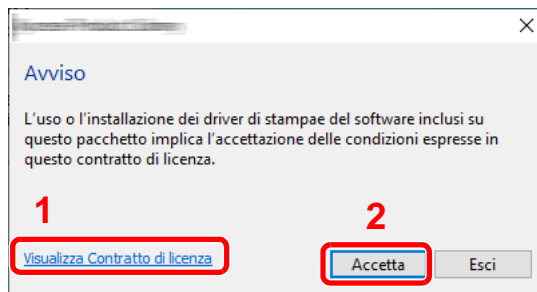 Avviso
L'uso o l'installazione dei driver di stampae del software inclusi su
questo pacchetto implica l'accettazione delle condizioni espresse in
questo contratto di licenza.
1
2
Visualizza Contratto di licenza
Accetta
Esci